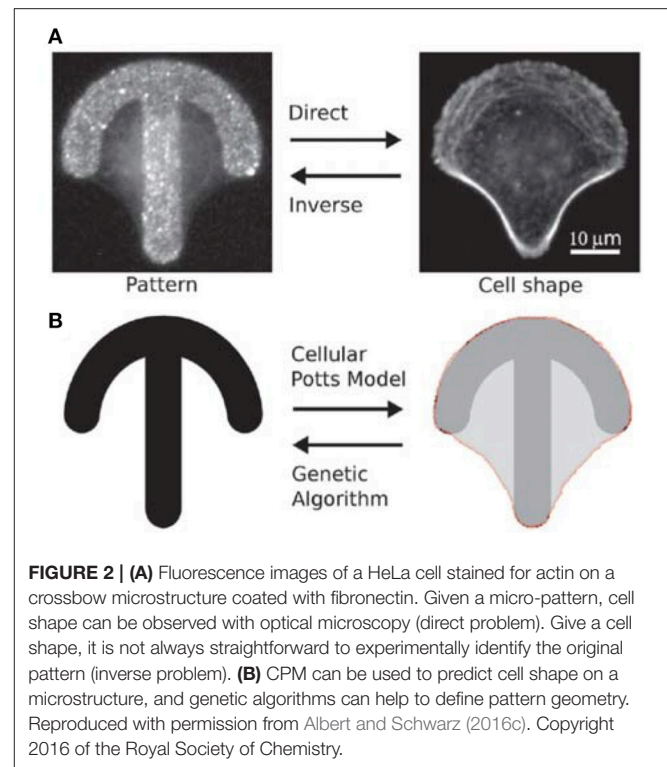 A
Direct
Inverse
10 µm
Pattern
Cell shape
B
Cellular
Potts Model
Genetic
Algorithm
FIGURE 2 | (A) Fluorescence images of a HeLa cell stained for actin on a
crossbow microstructure coated with fibronectin. Given a micro-pattern, cell
shape can be observed with optical microscopy (direct problem). Give a cell
shape, it is not always straightforward to experimentally identify the original
pattern (inverse problem). (B) CPM can be used to predict cell shape on a
microstructure, and genetic algorithms can help to define pattern geometry.
Reproduced with permission from Albert and Schwarz (2016c). Copyright
2016 of the Royal Society of Chemistry.